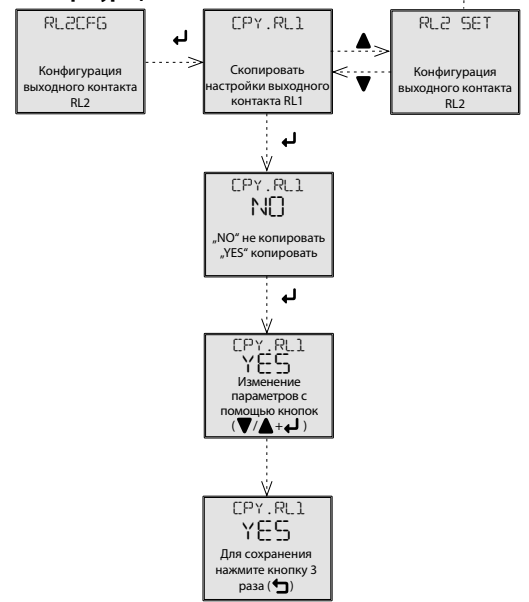 RL2CFG
Конфигурация
выходного контакта
RL2
CPY.RL1
Скопировать
настройки выходного
контакта RL1
RL2 SET
Конфигурация
выходного контакта
RL2
CPY.RL1
NO
„NO“ не копировать
„YES“ копировать
CPY.RL1
YES
Изменение
параметров с
помощью кнопок
(▼/▲+↵)
CPY.RL1
YES
Для сохранения
нажмите кнопку 3
раза (⮌)